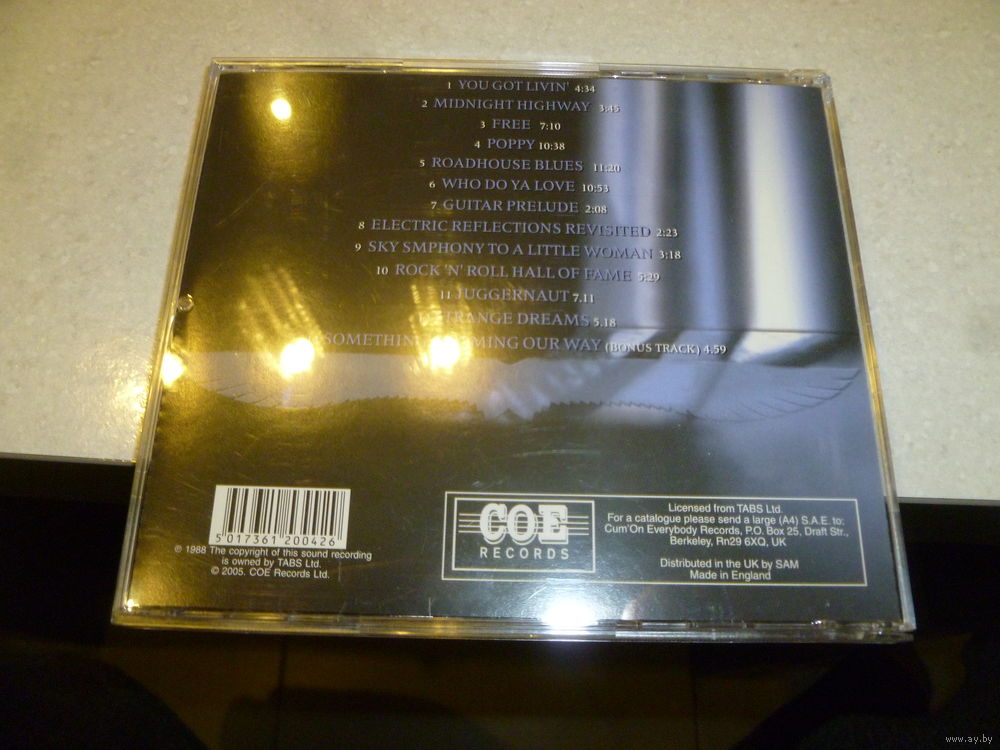 1 YOU GOT LIVIN' 4:34
2 MIDNIGHT HIGHWAY 3:45
3 FREE 7:10
4 POPPY 10:38
5 ROADHOUSE BLUES 11:20
6 WHO DO YA LOVE 10:53
7 GUITAR PRELUDE 2:08
8 ELECTRIC REFLECTIONS REVISITED 2:23
9 SKY SMPHONY TO A LITTLE WOMAN 3:18
10 ROCK 'N' ROLL HALL OF FAME 5:29
11 JUGGERNAUT 7.11
DREAMS 5.18
OUR WAY (BONUS TRACK) 4.59
5 017361 200426
© 1988 The copyright of this sound recording
is owned by TABS Ltd.
© 2005. COE Records Ltd.
COE
RECORDS
Licensed from TABS Ltd.
For a catalogue please send a large (A4) S.A.E. to:
Cum'On Everybody Records, P.O. Box 25, Draft Str.,
Berkeley, Rn29 6XQ, UK
Distributed in the UK by SAM
Made in England
www.ay.by